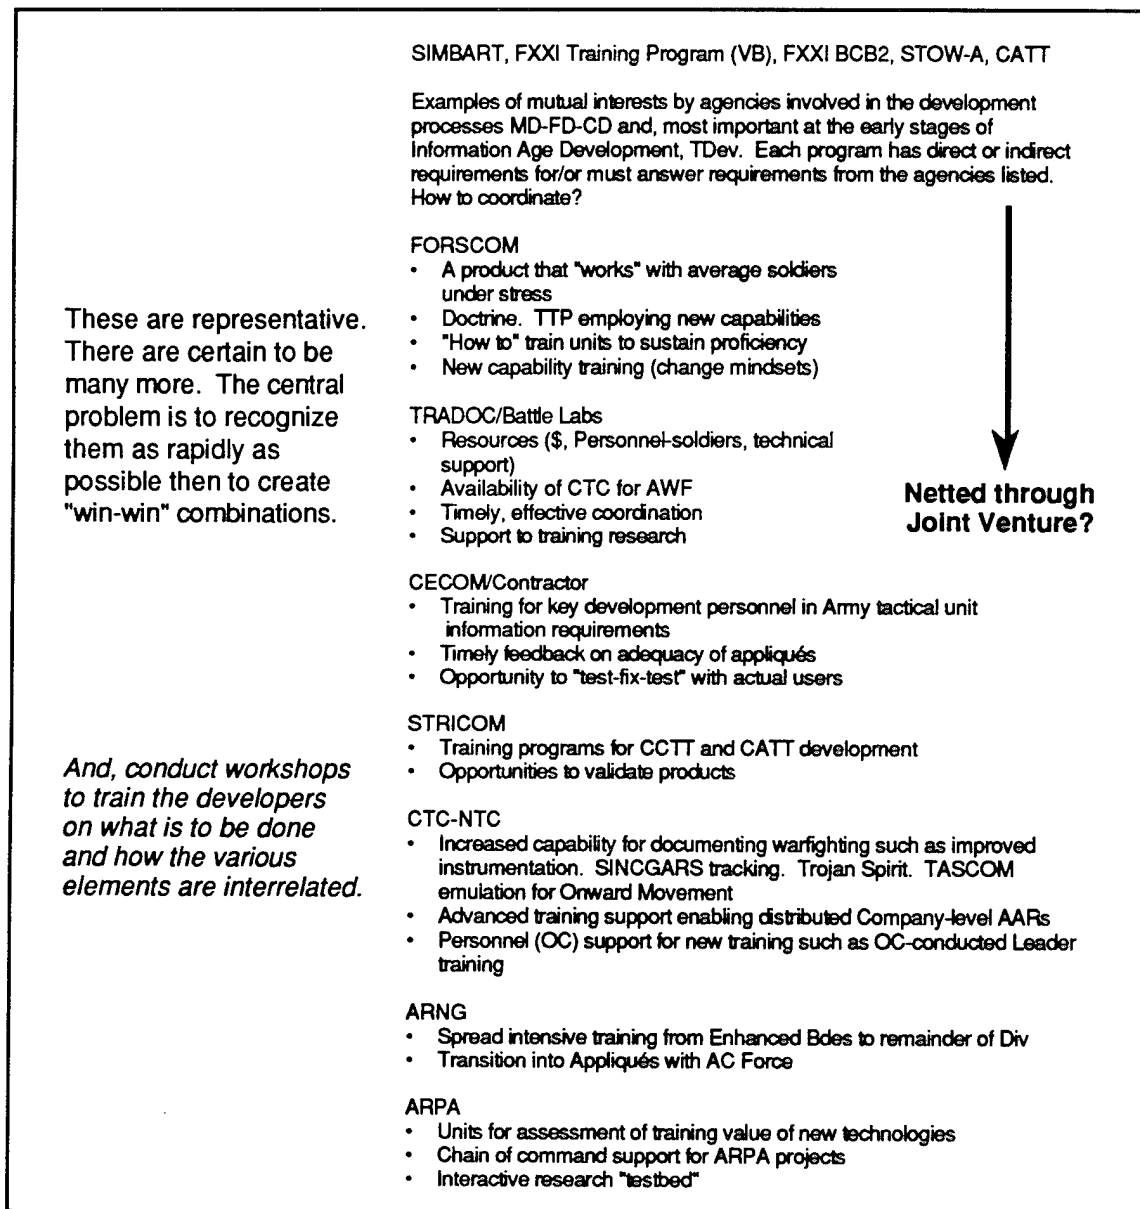 SIMBART, FXXI Training Program (VB), FXXI BCB2, STOW-A, CATT
Examples of mutual interests by agencies involved in the development
processes MD-FD-CD and, most important at the early stages of
Information Age Development, TDev. Each program has direct or indirect
requirements for/or must answer requirements from the agencies listed.
How to coordinate?
These are representative.
There are certain to be
many more. The central
problem is to recognize
them as rapidly as
possible then to create
"win-win" combinations.
And, conduct workshops
to train the developers
on what is to be done
and how the various
elements are interrelated.
FORSCOM
• A product that "works" with average soldiers
under stress
• Doctrine. TTP employing new capabilities
• "How to" train units to sustain proficiency
• New capability training (change mindsets)
TRADOC/Battle Labs
• Resources ($, Personnel-soldiers, technical
support)
• Availability of CTC for AWF
• Timely, effective coordination
• Support to training research
Netted through
Joint Venture?
CECOM/Contractor
• Training for key development personnel in Army tactical unit
information requirements
• Timely feedback on adequacy of appliqués
• Opportunity to "test-fix-test" with actual users
STRICOM
• Training programs for CCTT and CATT development
• Opportunities to validate products
CTC-NTC
• Increased capability for documenting warfighting such as improved
instrumentation. SINCGARS tracking. Trojan Spirit. TASCOM
emulation for Onward Movement
• Advanced training support enabling distributed Company-level AARs
• Personnel (OC) support for new training such as OC-conducted Leader
training
ARNG
• Spread intensive training from Enhanced Bdes to remainder of Div
• Transition into Appliqués with AC Force
ARPA
• Units for assessment of training value of new technologies
• Chain of command support for ARPA projects
• Interactive research "testbed"